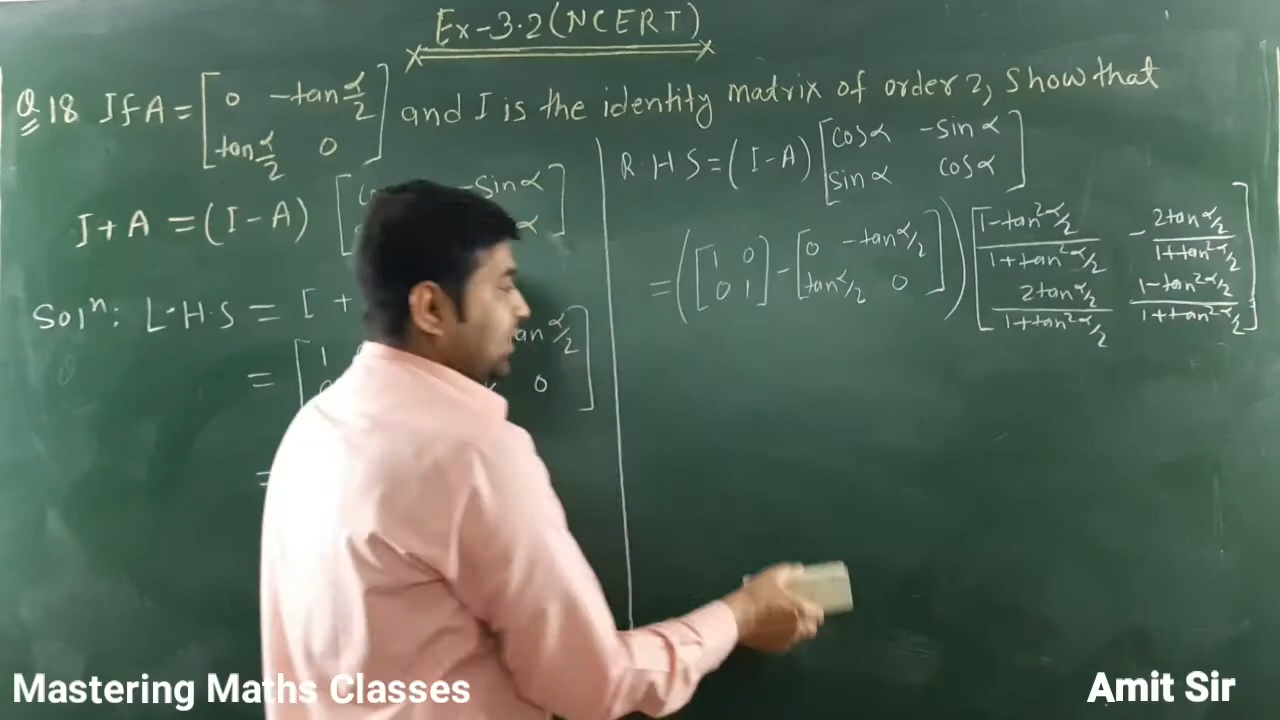 Ex-3.2 (NCERT)
Q 18 If A = [0 -tan α/2
tan α/2 0] and I is the identity matrix of order 2, show that
I + A = (I - A) [ -sin α
α]
Solⁿ: L.H.S = I +
= [1 an α/2
0]
=
R.H.S = (I - A) [cos α -sin α
sin α cos α]
= ([1 0 - [0 -tan α/2 [1-tan² α/2 / 1+tan² α/2 - 2tan α/2 / 1+tan² α/2
0 1] tan α/2 0]) 2tan α/2 / 1+tan² α/2 1-tan² α/2 / 1+tan² α/2]
Mastering Maths Classes
Amit Sir